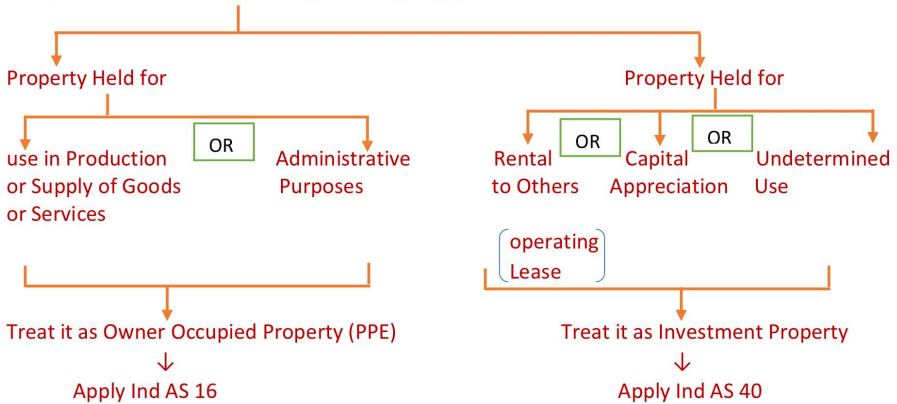 Property Held for
Property Held for
OR
use in Production
or Supply of Goods
or Services
Administrative
Purposes
OR
OR
Rental
to Others
Capital
Appreciation
Undetermined
Use
operating
Lease
Treat it as Owner Occupied Property (PPE)
Treat it as Investment Property
Apply Ind AS 16
Apply Ind AS 40